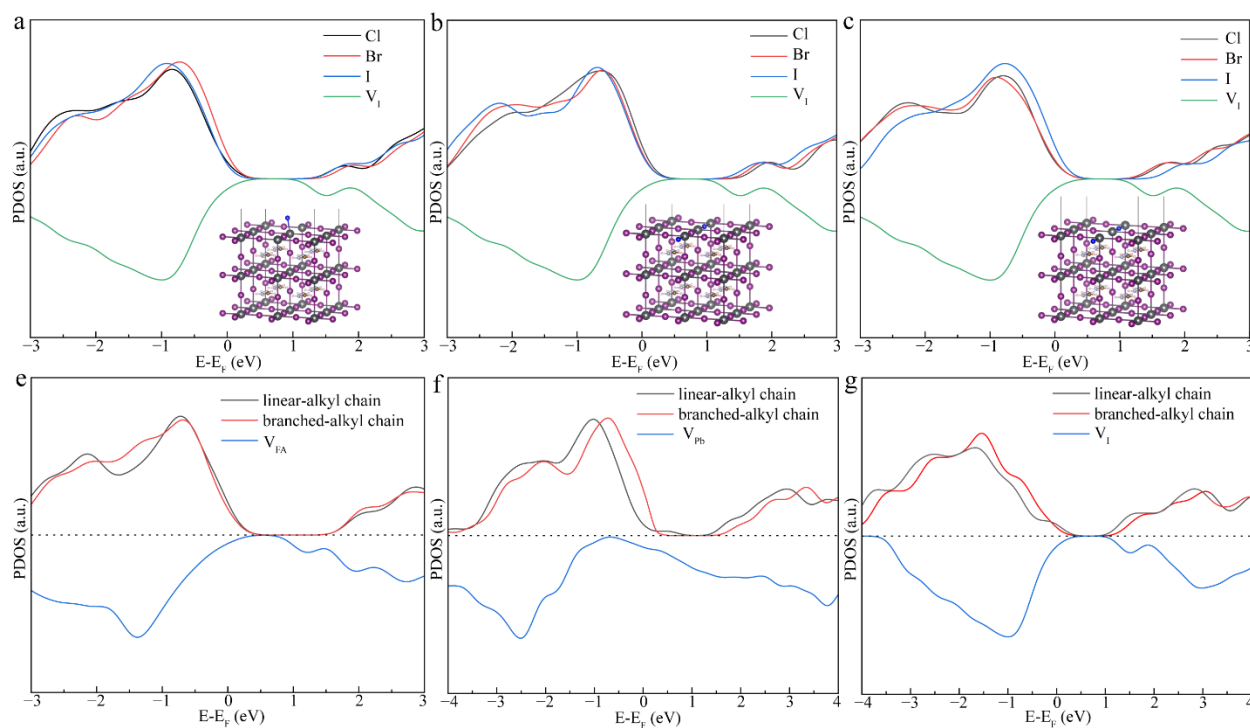 a
Cl
Br
I
V_I
PDOS (a.u.)
−3 −2 −1 0 1 2 3
E-E_F (eV)
b
Cl
Br
I
V_I
PDOS (a.u.)
−3 −2 −1 0 1 2 3
E-E_F (eV)
c
Cl
Br
I
V_I
PDOS (a.u.)
−3 −2 −1 0 1 2 3
E-E_F (eV)
e
linear-alkyl chain
branched-alkyl chain
V_FA
PDOS (a.u.)
−3 −2 −1 0 1 2 3
E-E_F (eV)
f
linear-alkyl chain
branched-alkyl chain
V_Pb
PDOS (a.u.)
−4 −3 −2 −1 0 1 2 3 4
E-E_F (eV)
g
linear-alkyl chain
branched-alkyl chain
V_I
PDOS (a.u.)
−4 −3 −2 −1 0 1 2 3 4
E-E_F (eV)